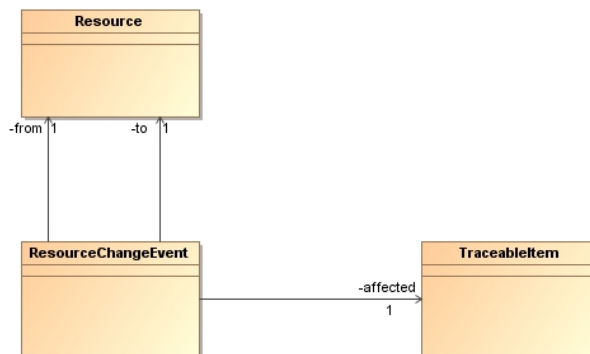 Resource
-from 1
-to 1
ResourceChangeEvent
TraceableItem
-affected
1